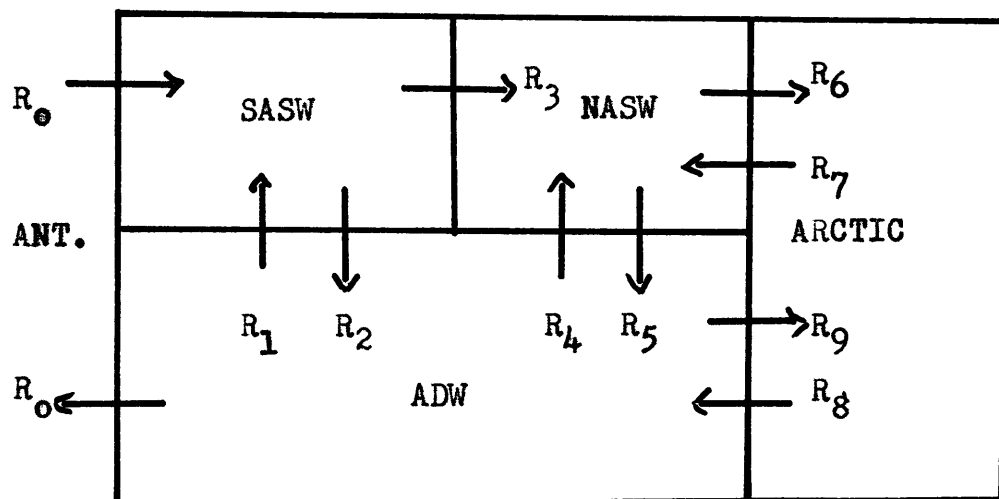 R₀
SASW
R₃
NASW
R₆
R₇
ANT.
ARCTIC
R₁
R₂
R₄
R₅
R₉
R₀
ADW
R₈